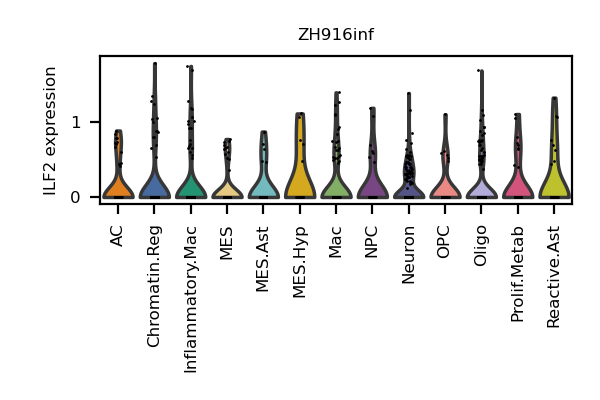 ZH916inf
ILF2 expression
1
0
AC
Chromatin.Reg
Inflammatory.Mac
MES
MES.Ast
MES.Hyp
Mac
NPC
Neuron
OPC
Oligo
Prolif.Metab
Reactive.Ast